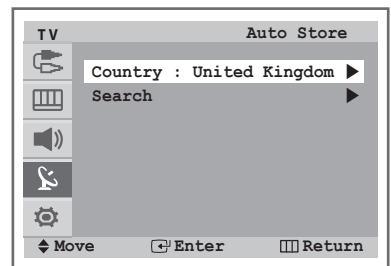 TV Auto Store
Country : United Kingdom
Search
Move Enter Return